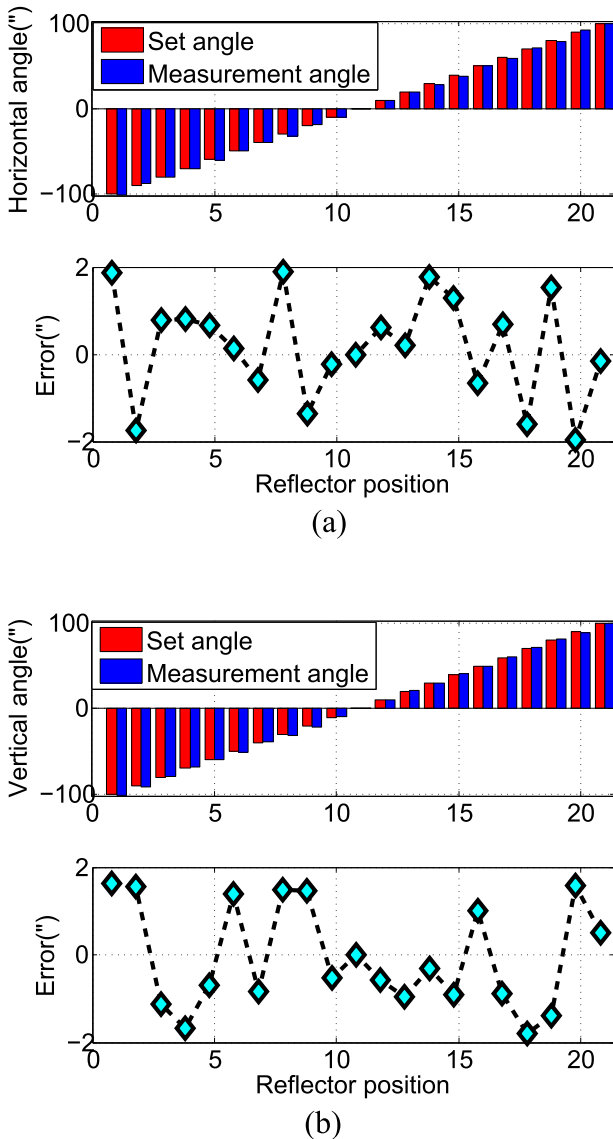 Horizontal angle(")
100
0
−100
Set angle
Measurement angle
0 5 10 15 20
Error(")
2
0
−2
0 5 10 15 20
Reflector position
(a)
Vertical angle(")
100
0
−100
Set angle
Measurement angle
0 5 10 15 20
Error(")
2
0
−2
0 5 10 15 20
Reflector position
(b)